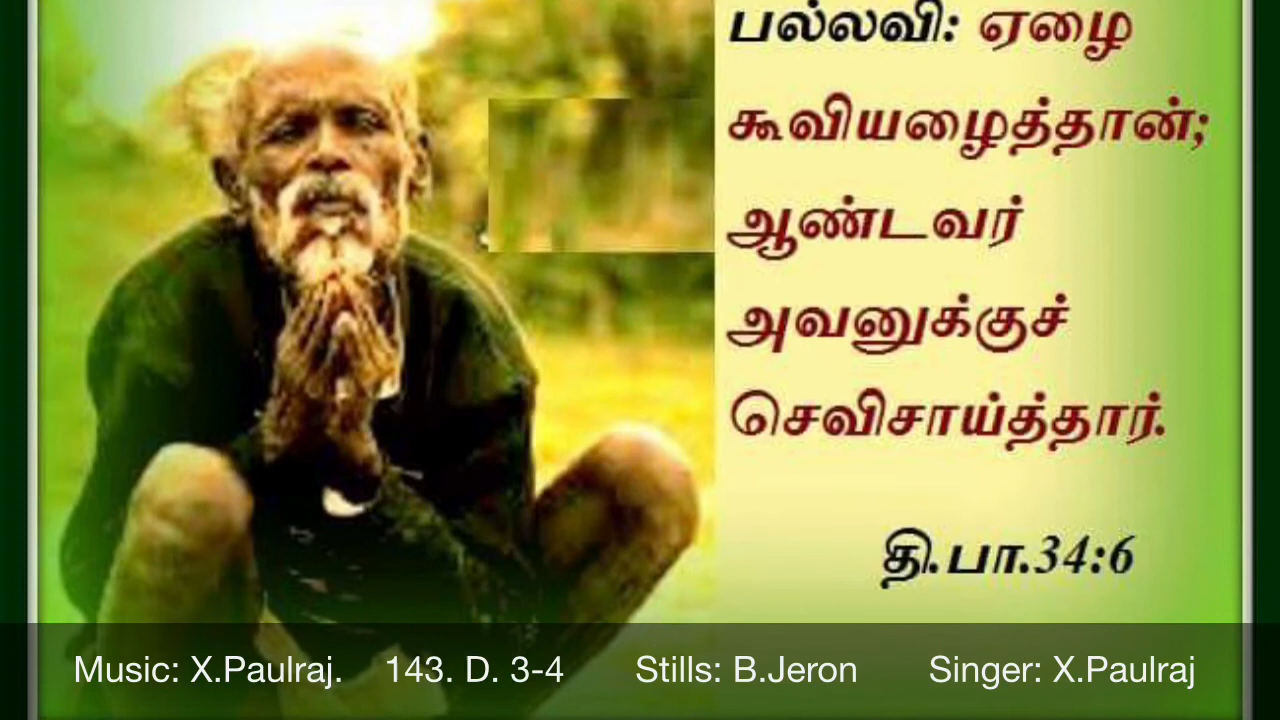 பல்லவி: ஏழை
கூவியழைத்தான்;
ஆண்டவர்
அவனுக்குச்
செவிசாய்த்தார்.
தி.பா.34:6
Music: X.Paulraj. 143. D. 3-4 Stills: B.Jeron Singer: X.Paulraj